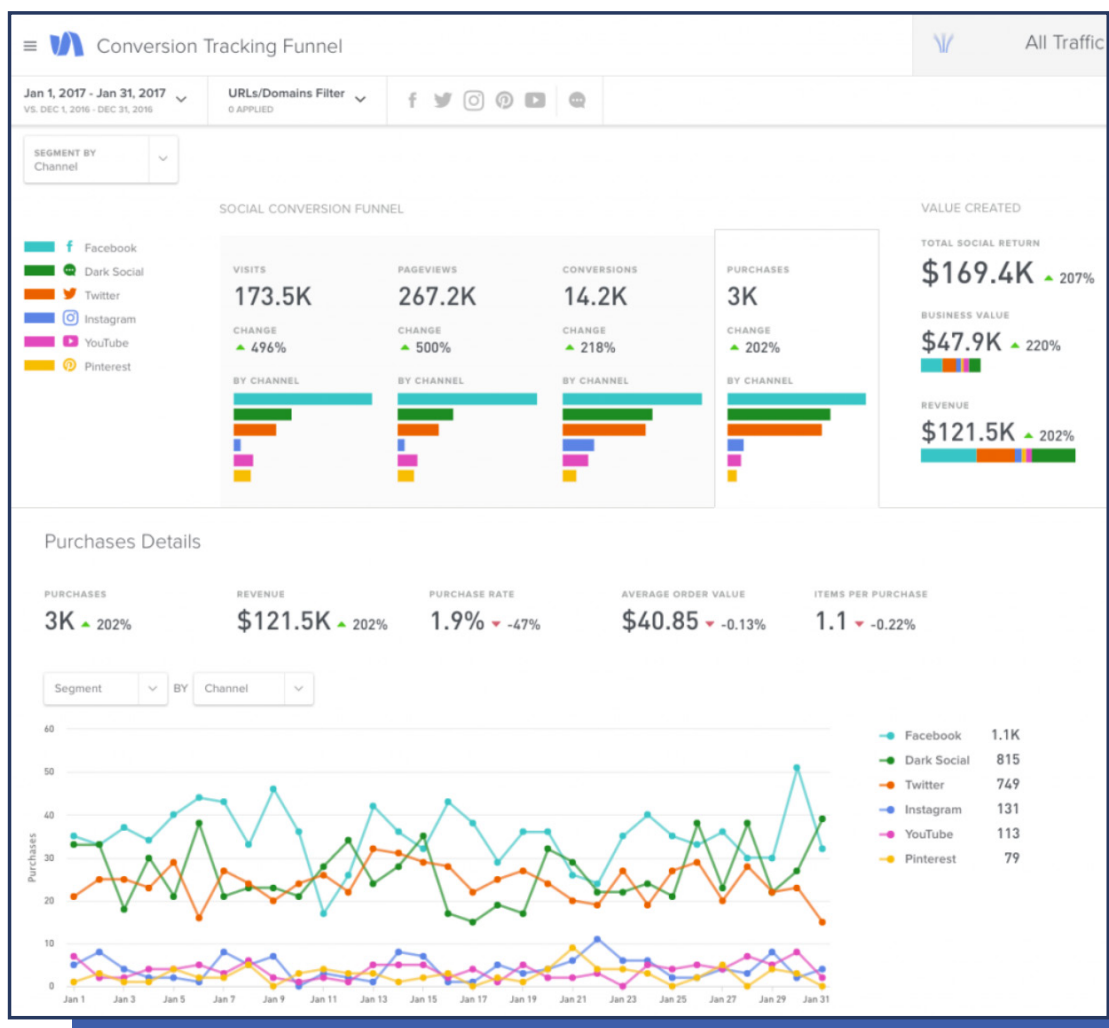 Conversion Tracking Funnel
All Traffic
Jan 1, 2017 - Jan 31, 2017
VS. DEC 1, 2016 - DEC 31, 2016
URLs/Domains Filter
0 APPLIED
SEGMENT BY
Channel
SOCIAL CONVERSION FUNNEL
VALUE CREATED
Facebook
Dark Social
Twitter
Instagram
YouTube
Pinterest
VISITS
173.5K
CHANGE
496%
BY CHANNEL
PAGEVIEWS
267.2K
CHANGE
500%
BY CHANNEL
CONVERSIONS
14.2K
CHANGE
218%
BY CHANNEL
PURCHASES
3K
CHANGE
202%
BY CHANNEL
TOTAL SOCIAL RETURN
$169.4K 207%
BUSINESS VALUE
$47.9K 220%
REVENUE
$121.5K 202%
Purchases Details
PURCHASES
3K 202%
REVENUE
$121.5K 202%
PURCHASE RATE
1.9% -47%
AVERAGE ORDER VALUE
$40.85 -0.13%
ITEMS PER PURCHASE
1.1 -0.22%
Segment BY Channel
60
50
40
30
20
10
0
Purchases
Jan 1 Jan 3 Jan 5 Jan 7 Jan 9 Jan 11 Jan 13 Jan 15 Jan 17 Jan 19 Jan 21 Jan 23 Jan 25 Jan 27 Jan 29 Jan 31
Facebook 1.1K
Dark Social 815
Twitter 749
Instagram 131
YouTube 113
Pinterest 79